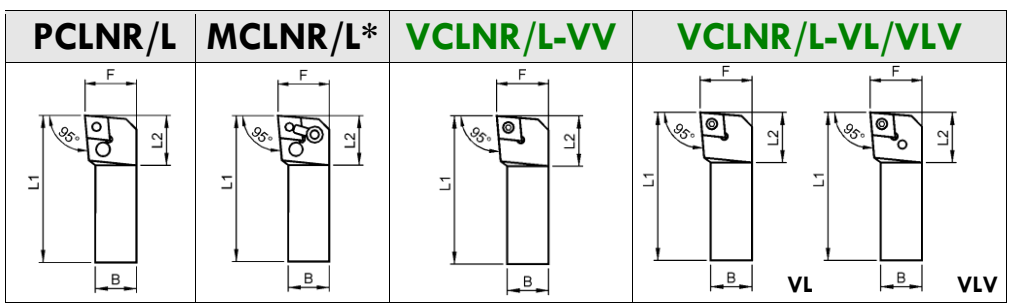 PCLNR/L MCLNR/L* VCLNR/L-VV VCLNR/L-VL/VLV
F F F F F
95° 95° 95° 95° 95°
L2 L2 L2 L2 L2
L1 L1 L1 L1 L1
B B B B VL B VLV